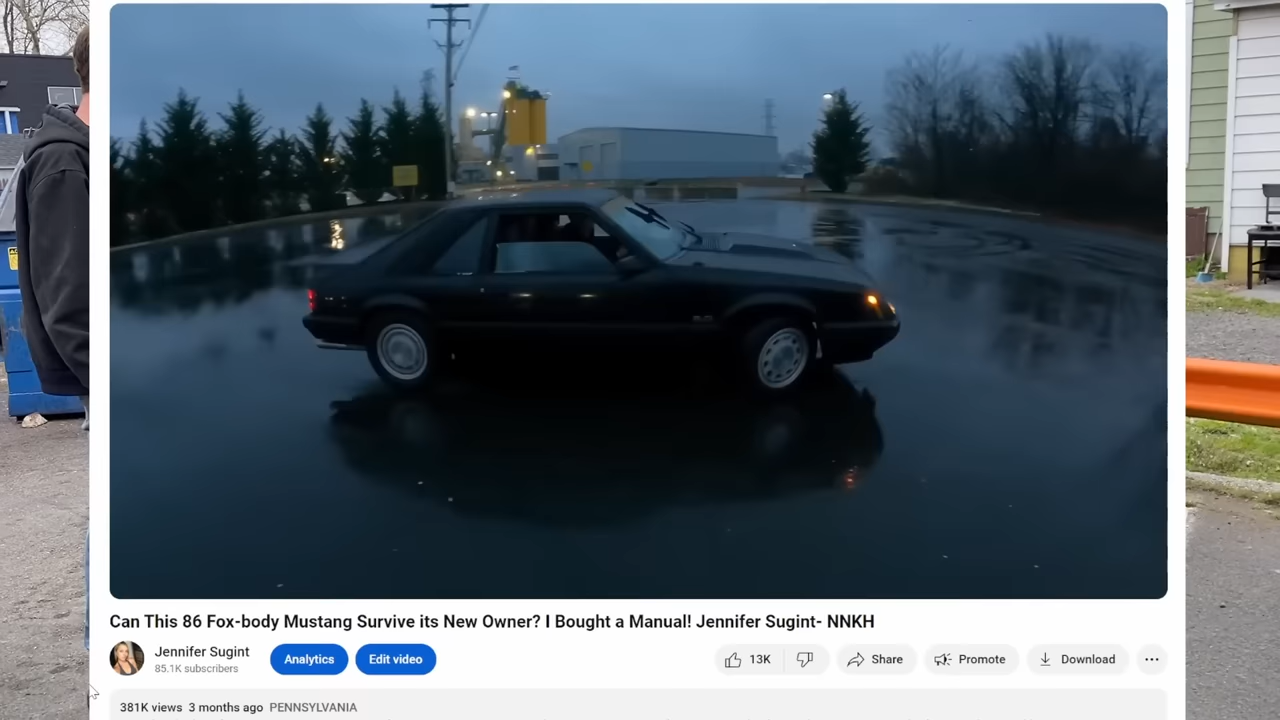 Can This 86 Fox-body Mustang Survive its New Owner? I Bought a Manual! Jennifer Sugint- NNKH
Jennifer Sugint
85.1K subscribers
Analytics
Edit video
13K
Share
Promote
Download
381K views 3 months ago PENNSYLVANIA